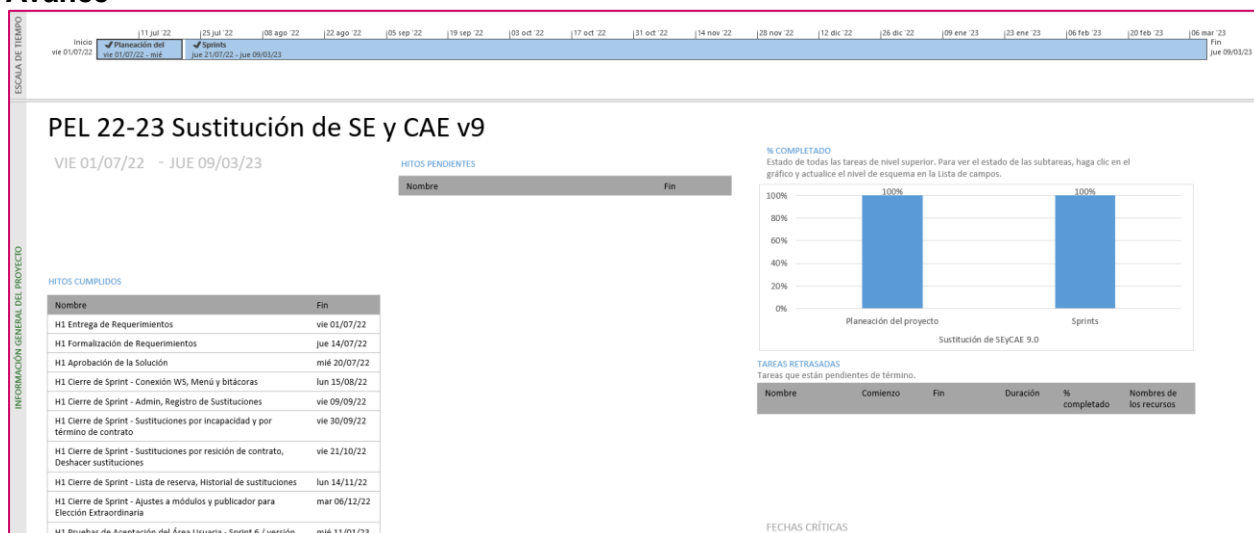 Avance
ESCALA DE TIEMPO
Inicio
vie 01/07/22
11 jul '22
25 jul '22
08 ago '22
22 ago '22
05 sep '22
19 sep '22
03 oct '22
17 oct '22
31 oct '22
14 nov '22
28 nov '22
12 dic '22
26 dic '22
09 ene '23
23 ene '23
06 feb '23
20 feb '23
06 mar '23
Planeación del
vie 01/07/22 - mié
Sprints
jue 21/07/22 - jue 09/03/23
Fin
jue 09/03/23
INFORMACIÓN GENERAL DEL PROYECTO
PEL 22-23 Sustitución de SE y CAE v9
VIE 01/07/22 - JUE 09/03/23
HITOS PENDIENTES
Nombre Fin
HITOS CUMPLIDOS
Nombre Fin
H1 Entrega de Requerimientos vie 01/07/22
H1 Formalización de Requerimientos jue 14/07/22
H1 Aprobación de la Solución mié 20/07/22
H1 Cierre de Sprint - Conexión WS, Menú y bitácoras lun 15/08/22
H1 Cierre de Sprint - Admin, Registro de Sustituciones vie 09/09/22
H1 Cierre de Sprint - Sustituciones por incapacidad y por vie 30/09/22
término de contrato
H1 Cierre de Sprint - Sustituciones por resición de contrato, vie 21/10/22
Deshacer sustituciones
H1 Cierre de Sprint - Lista de reserva, Historial de sustituciones lun 14/11/22
H1 Cierre de Sprint - Ajustes a módulos y publicador para mar 06/12/22
Elección Extraordinaria
H1 Pruebas de Aceptación del Área Usuaria - Sprint 6 / versión mié 11/01/23
% COMPLETADO
Estado de todas las tareas de nivel superior. Para ver el estado de las subtareas, haga clic en el
gráfico y actualice el nivel de esquema en la Lista de campos.
100%
80%
60%
40%
20%
0%
100% 100%
Planeación del proyecto Sprints
Sustitución de SEyCAE 9.0
TAREAS RETRASADAS
Tareas que están pendientes de término.
Nombre Comienzo Fin Duración % Nombres de
completado los recursos
FECHAS CRÍTICAS